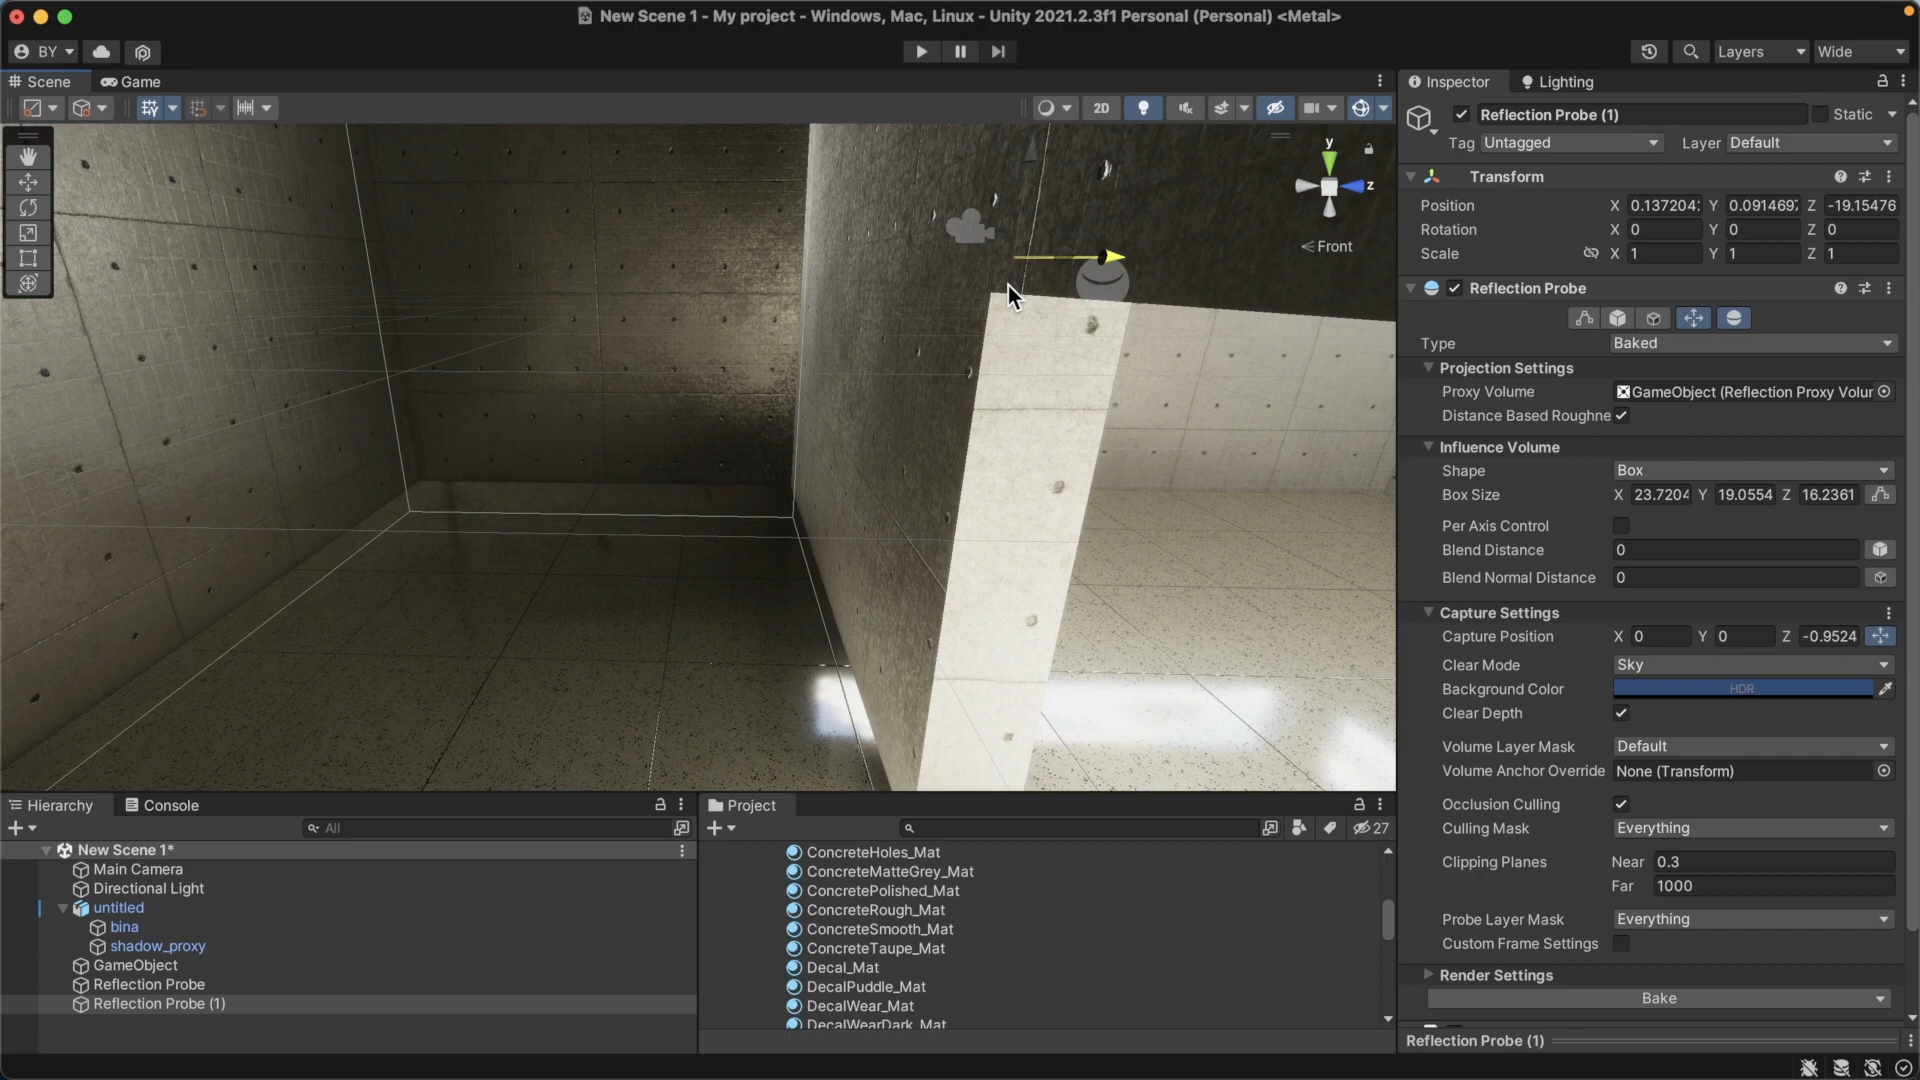 New Scene 1 - My project - Windows, Mac, Linux - Unity 2021.2.3f1 Personal (Personal) <Metal>
BY
Layers
Wide
Scene
Game
2D
y
z
Front
Inspector
Lighting
Reflection Probe (1)
Static
Tag Untagged
Layer Default
Transform
Position X 0.137204 Y 0.091469 Z -19.15476
Rotation X 0 Y 0 Z 0
Scale X 1 Y 1 Z 1
Reflection Probe
Type Baked
Projection Settings
Proxy Volume GameObject (Reflection Proxy Volur
Distance Based Roughne
Influence Volume
Shape Box
Box Size X 23.7204 Y 19.0554 Z 16.2361
Per Axis Control
Blend Distance 0
Blend Normal Distance 0
Capture Settings
Capture Position X 0 Y 0 Z -0.9524
Clear Mode Sky
Background Color HDR
Clear Depth
Volume Layer Mask Default
Volume Anchor Override None (Transform)
Occlusion Culling
Culling Mask Everything
Clipping Planes Near 0.3
Far 1000
Probe Layer Mask Everything
Custom Frame Settings
Render Settings
Bake
Reflection Probe (1)
Hierarchy
Console
All
New Scene 1*
Main Camera
Directional Light
untitled
bina
shadow_proxy
GameObject
Reflection Probe
Reflection Probe (1)
Project
27
ConcreteHoles_Mat
ConcreteMatteGrey_Mat
ConcretePolished_Mat
ConcreteRough_Mat
ConcreteSmooth_Mat
ConcreteTaupe_Mat
Decal_Mat
DecalPuddle_Mat
DecalWear_Mat
DecalWearDark_Mat